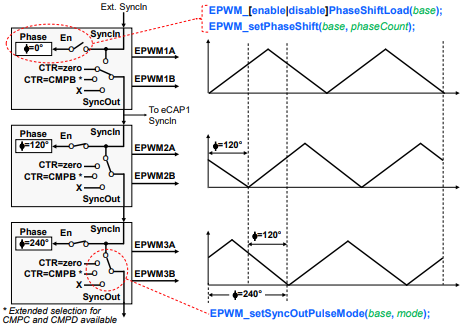 Ext. SyncIn
EPWM_[enable|disable]PhaseShiftLoad(base);
EPWM_setPhaseShift(base, phaseCount);
Phase
En
SyncIn
ϕ=0°
EPWM1A
CTR=zero
CTR=CMPB *
EPWM1B
X
SyncOut
To eCAP1
SyncIn
Phase
En
SyncIn
ϕ=120°
EPWM2A
ϕ=120°
CTR=zero
CTR=CMPB *
EPWM2B
X
SyncOut
Phase
En
SyncIn
ϕ=240°
EPWM3A
ϕ=120°
CTR=zero
CTR=CMPB *
EPWM3B
X
ϕ=240°
SyncOut
* Extended selection for
CMPC and CMPD available
EPWM_setSyncOutPulseMode(base, mode);